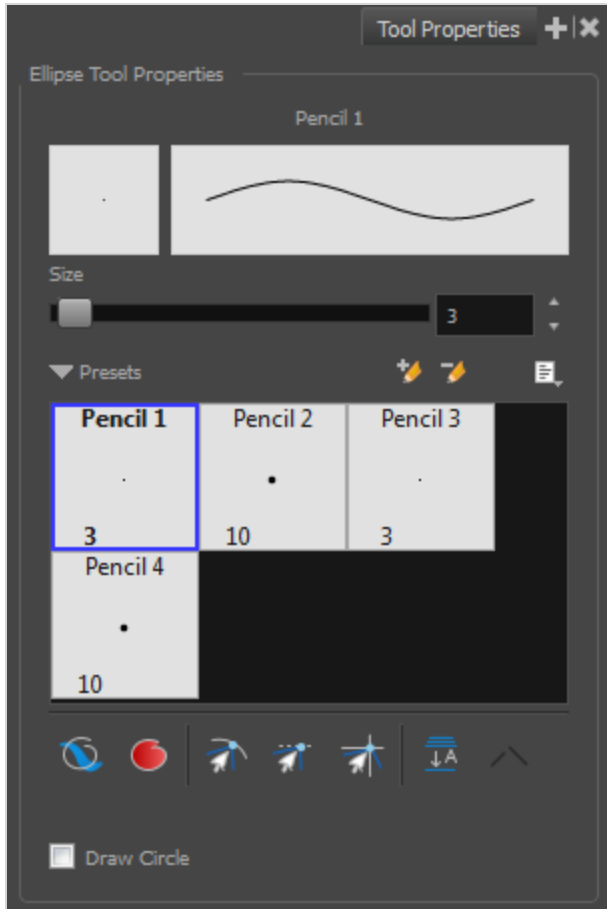 Tool Properties
Ellipse Tool Properties
Pencil 1
Size
3
Presets
Pencil 1 Pencil 2 Pencil 3
3 10 3
Pencil 4
10
A
Draw Circle